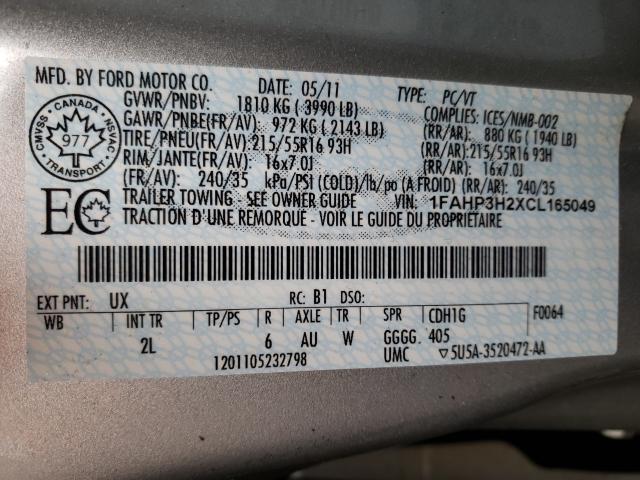 MFD. BY FORD MOTOR CO. DATE: 05/11 TYPE: PC/VT
GVWR/PNBV: 1810 KG ( 3990 LB) COMPLIES: ICES/NMB-002
GAWR/PNBE(FR/AV): 972 KG ( 2143 LB) (RR/AR): 880 KG ( 1940 LB)
TIRE/PNEU(FR/AV): 215/55R16 93H (RR/AR):215/55R16 93H
RIM/JANTE(FR/AV): 16x7.0J (RR/AR): 16x7.0J
(FR/AV): 240/35 kPa/PSI (COLD)/lb/po (A FROID) (RR/AR): 240/35
TRAILER TOWING - SEE OWNER GUIDE VIN: 1FAHP3H2XCL165049
TRACTION D'UNE REMORQUE - VOIR LE GUIDE DU PROPRIETAIRE
CANADA
CMVSS 977 NSVAC
TRANSPORT
EC
EXT PNT: UX RC: B1 DSO: F0064
WB INT TR TP/PS R AXLE TR SPR CDH1G
2L 6 AU W GGGG 405
1201105232798 UMC 5U5A-3520472-AA